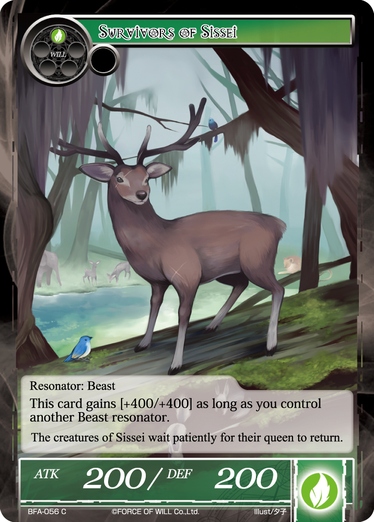 Survivors of Sissei
WILL
Resonator: Beast
This card gains [+400/+400] as long as you control
another Beast resonator.
The creatures of Sissei wait patiently for their queen to return.
ATK 200 / DEF 200
BFA-056 C ©FORCE OF WILL Co.,Ltd. Illust/夕子